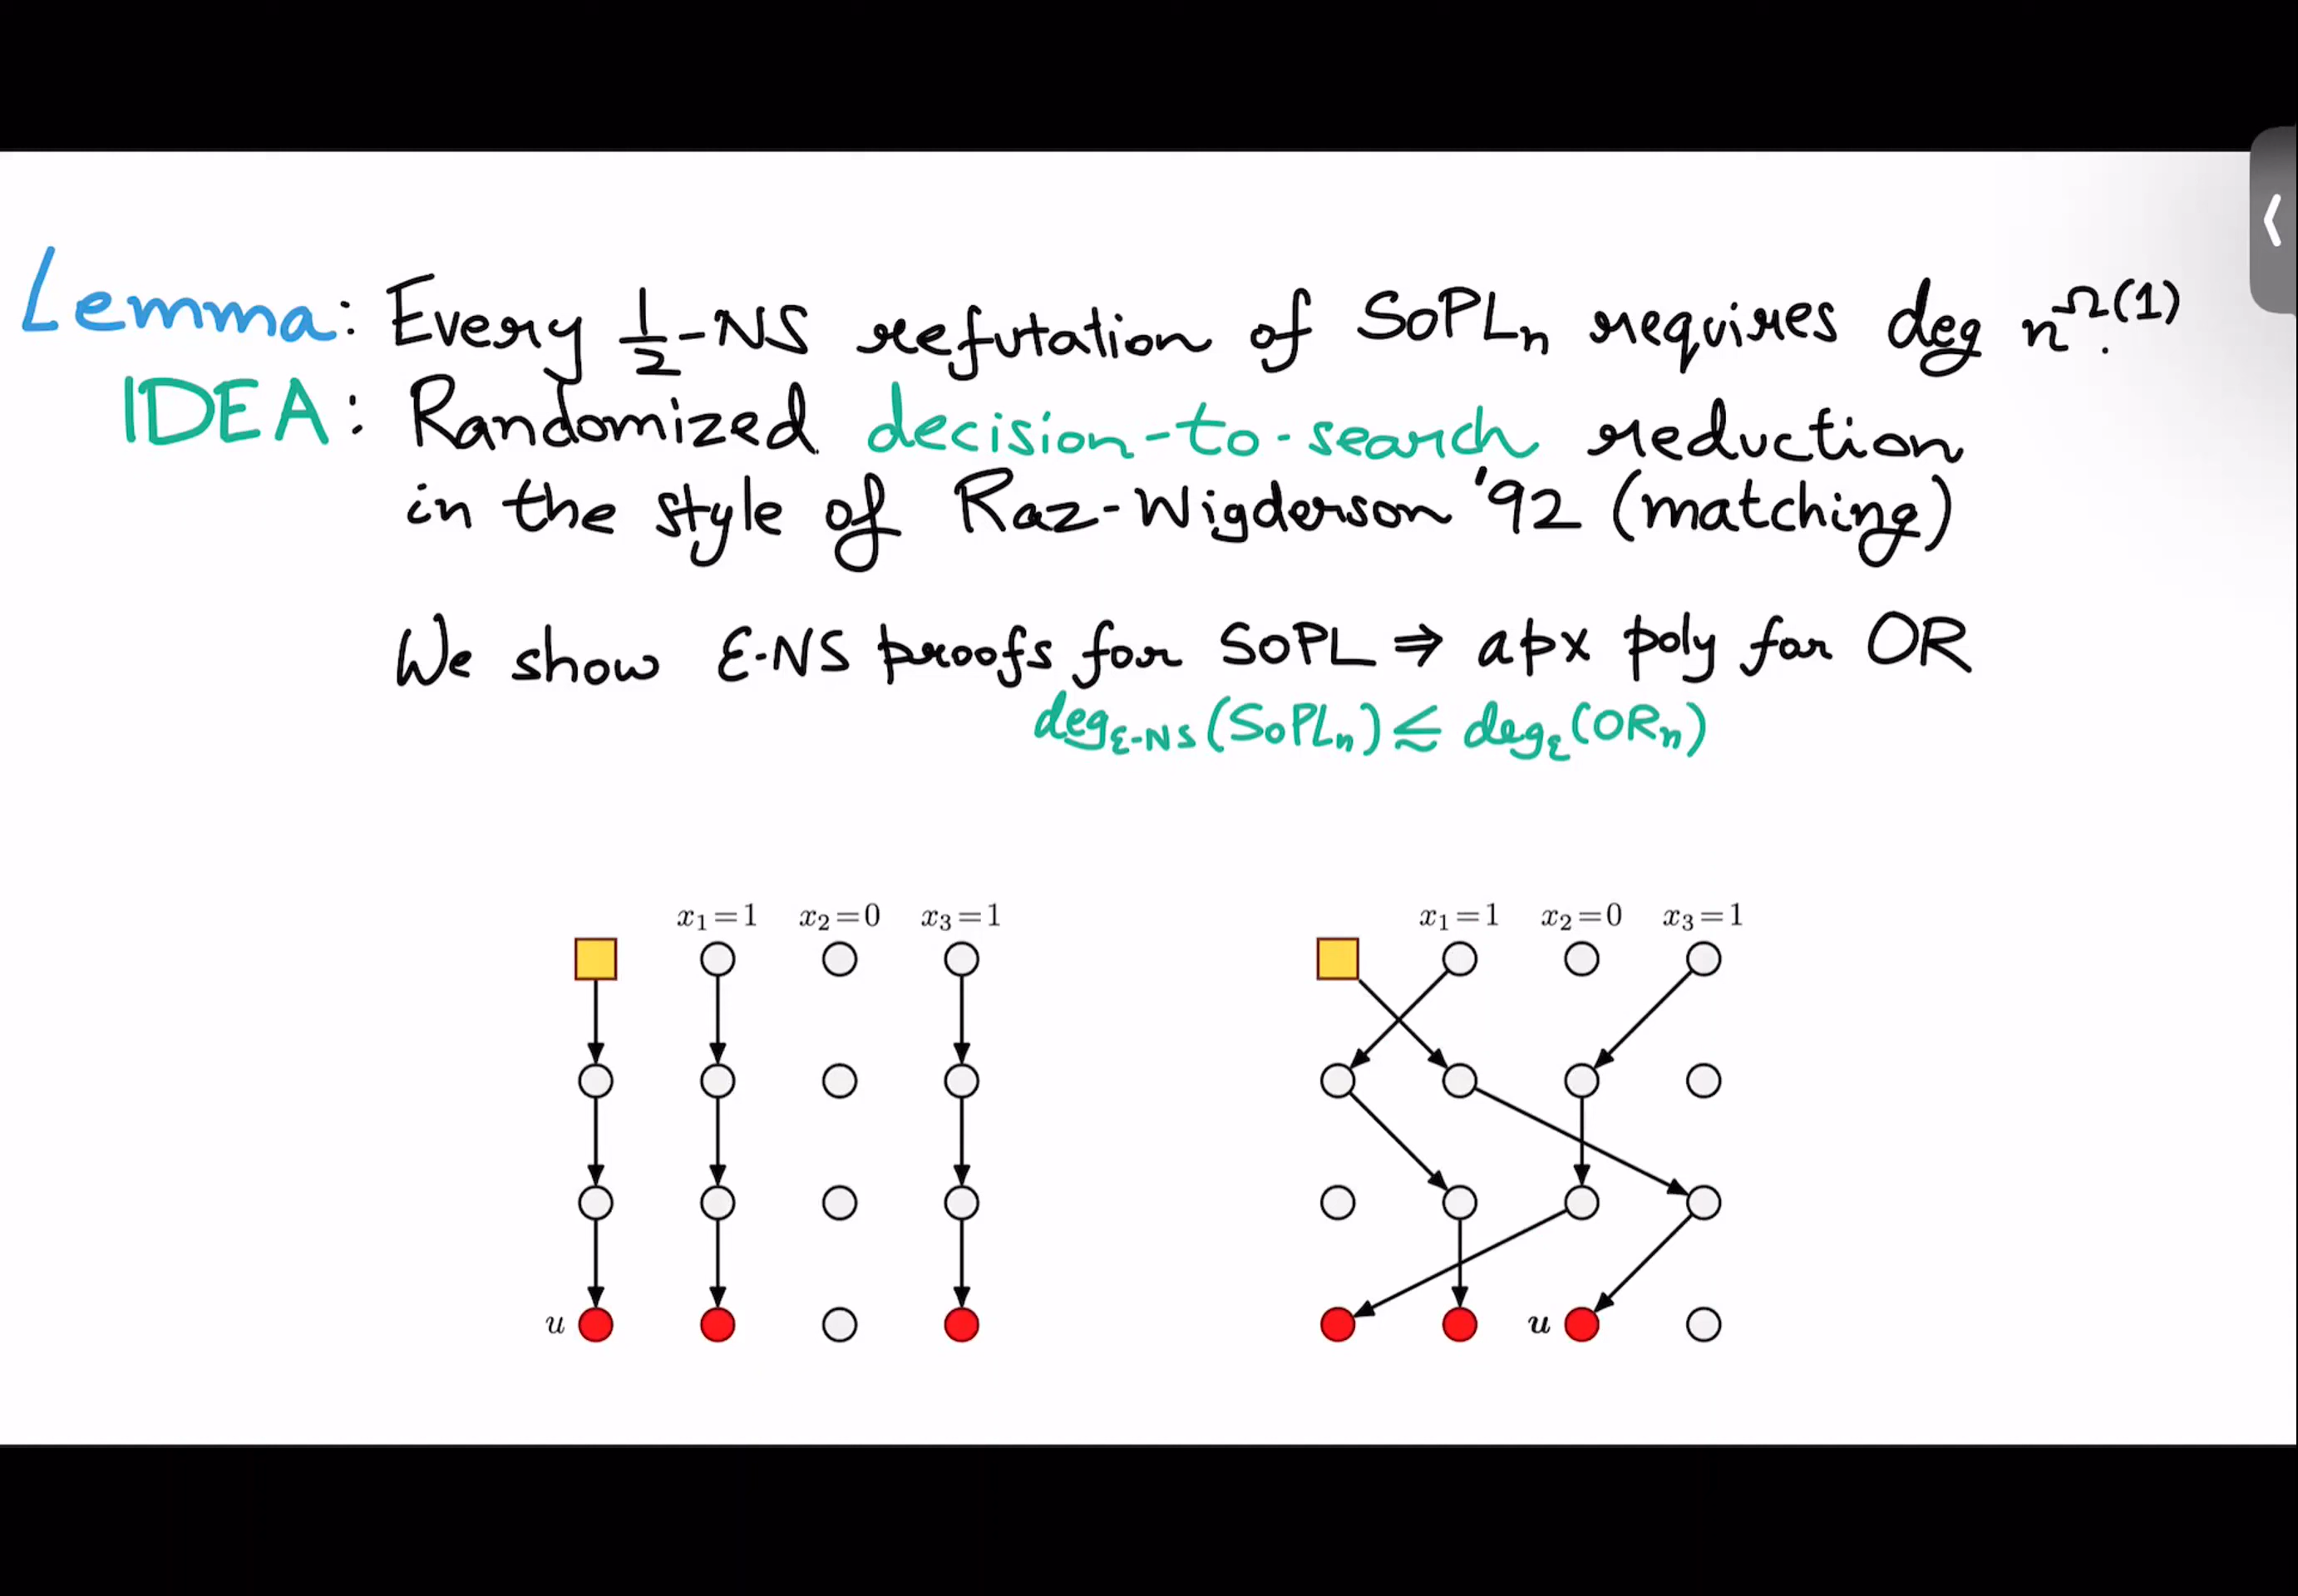 Lemma: Every 1/2-NS refutation of SoPLₙ requires deg n^Ω(1).
IDEA: Randomized decision-to-search reduction
in the style of Raz-Wigderson '92 (matching)
We show ε-NS proofs for SoPL ⇒ apx poly for OR
deg_ε-NS(SoPLₙ) ≲ deg_ε(ORₙ)
x₁=1 x₂=0 x₃=1 x₁=1 x₂=0 x₃=1
u u